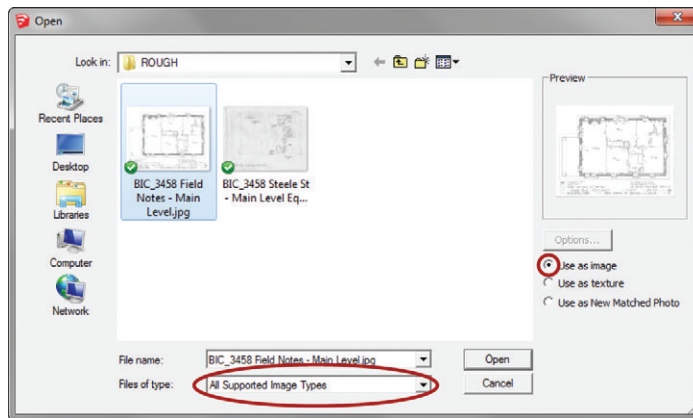 Open
Look in:
ROUGH
Recent Places
Desktop
Libraries
Computer
Network
BIC_3458 Field
Notes - Main
Level.jpg
BIC_3458 Steele St
- Main Level Eq...
Preview
Options...
Use as image
Use as texture
Use as New Matched Photo
File name:
BIC_3458 Field Notes - Main Level.jpg
Open
Files of type:
All Supported Image Types
Cancel